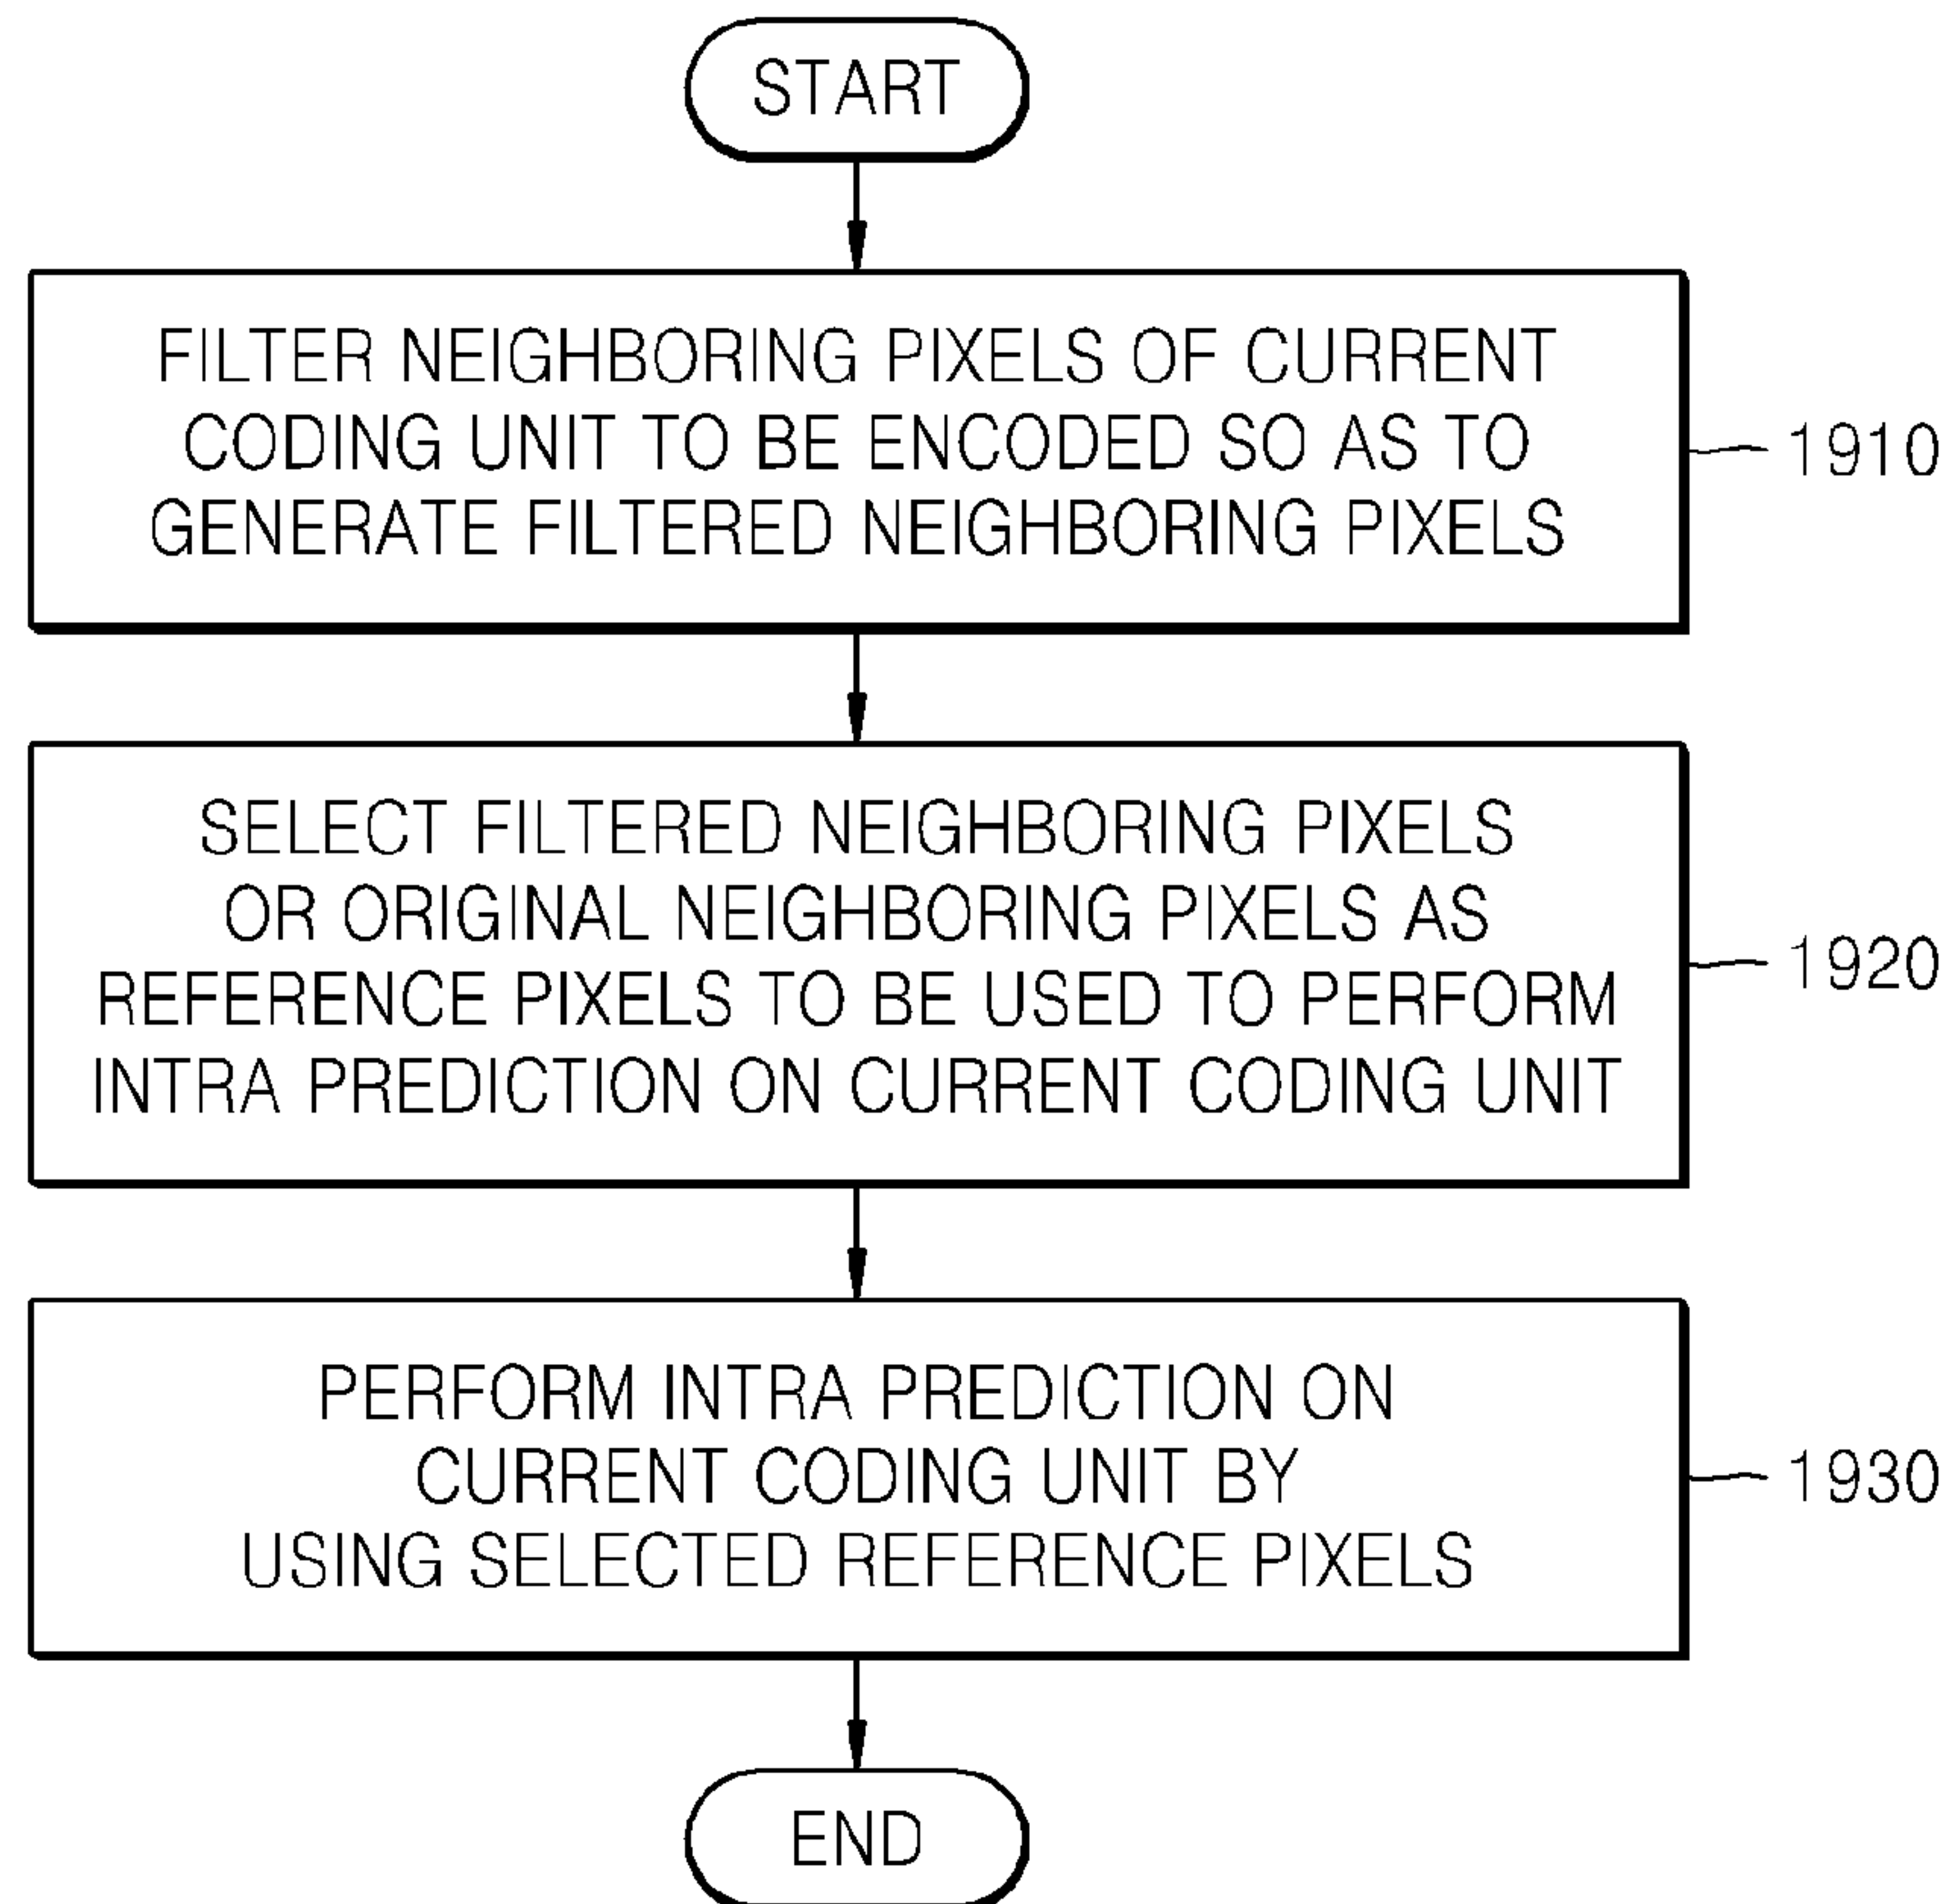 START
FILTER NEIGHBORING PIXELS OF CURRENT
CODING UNIT TO BE ENCODED SO AS TO
GENERATE FILTERED NEIGHBORING PIXELS
1910
SELECT FILTERED NEIGHBORING PIXELS
OR ORIGINAL NEIGHBORING PIXELS AS
REFERENCE PIXELS TO BE USED TO PERFORM
INTRA PREDICTION ON CURRENT CODING UNIT
1920
PERFORM INTRA PREDICTION ON
CURRENT CODING UNIT BY
USING SELECTED REFERENCE PIXELS
1930
END